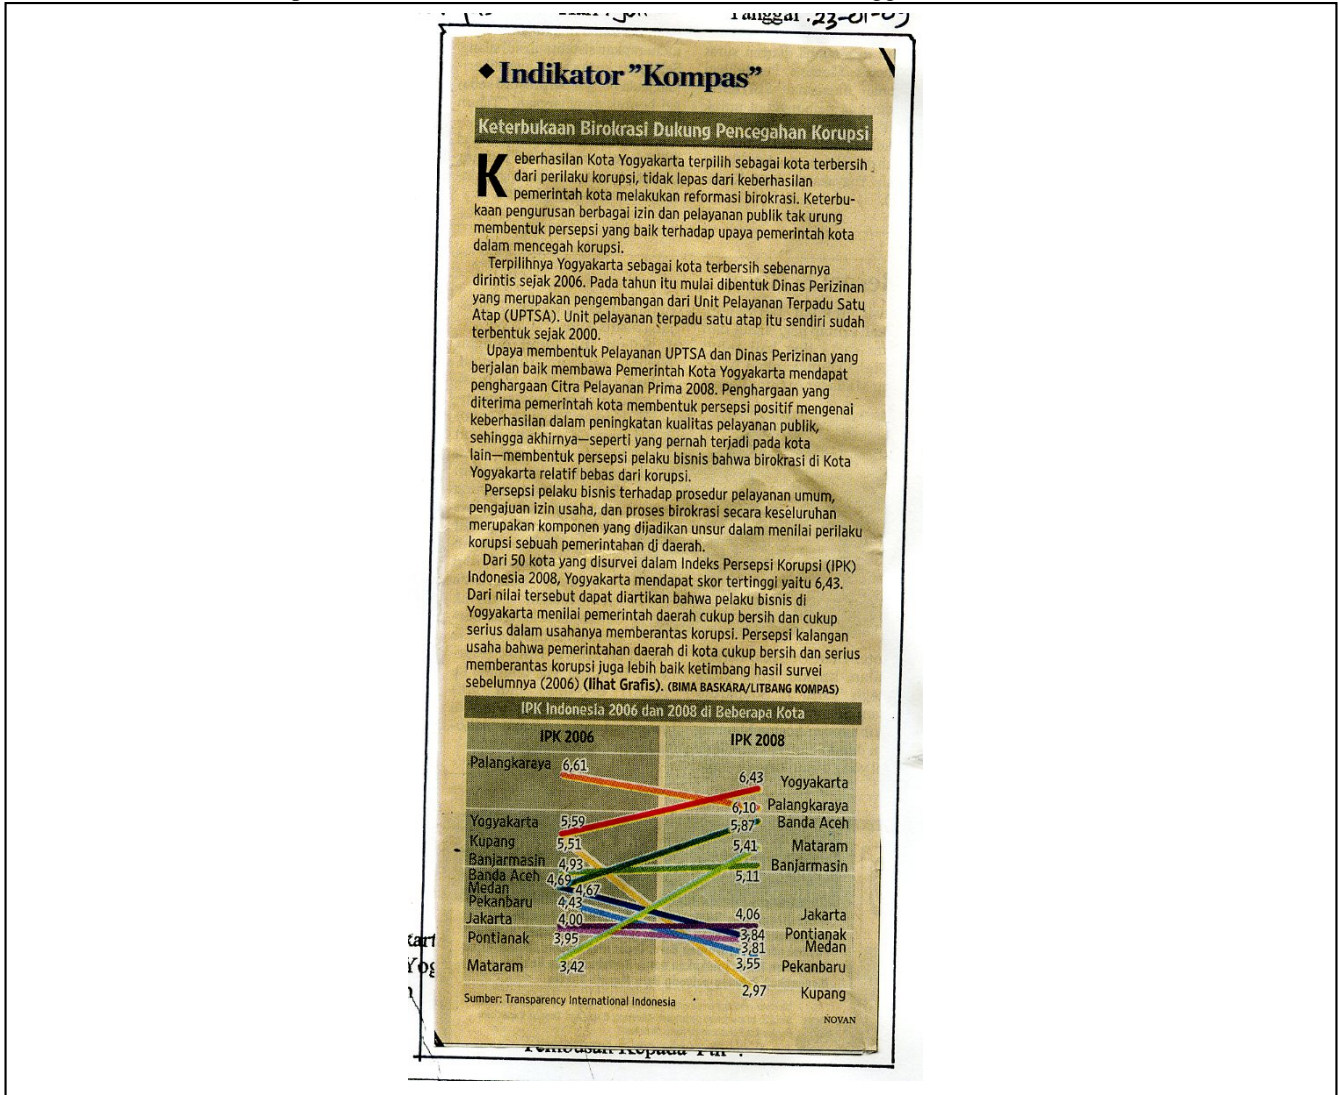 Tanggal : 23-01-09
◆ Indikator "Kompas"
Keterbukaan Birokrasi Dukung Pencegahan Korupsi
Keberhasilan Kota Yogyakarta terpilih sebagai kota terbersih
dari perilaku korupsi, tidak lepas dari keberhasilan
pemerintah kota melakukan reformasi birokrasi. Keterbu-
kaan pengurusan berbagai izin dan pelayanan publik tak urung
membentuk persepsi yang baik terhadap upaya pemerintah kota
dalam mencegah korupsi.
Terpilihnya Yogyakarta sebagai kota terbersih sebenarnya
dirintis sejak 2006. Pada tahun itu mulai dibentuk Dinas Perizinan
yang merupakan pengembangan dari Unit Pelayanan Terpadu Satu
Atap (UPTSA). Unit pelayanan terpadu satu atap itu sendiri sudah
terbentuk sejak 2000.
Upaya membentuk Pelayanan UPTSA dan Dinas Perizinan yang
berjalan baik membawa Pemerintah Kota Yogyakarta mendapat
penghargaan Citra Pelayanan Prima 2008. Penghargaan yang
diterima pemerintah kota membentuk persepsi positif mengenai
keberhasilan dalam peningkatan kualitas pelayanan publik,
sehingga akhirnya—seperti yang pernah terjadi pada kota
lain—membentuk persepsi pelaku bisnis bahwa birokrasi di Kota
Yogyakarta relatif bebas dari korupsi.
Persepsi pelaku bisnis terhadap prosedur pelayanan umum,
pengajuan izin usaha, dan proses birokrasi secara keseluruhan
merupakan komponen yang dijadikan unsur dalam menilai perilaku
korupsi sebuah pemerintahan di daerah.
Dari 50 kota yang disurvei dalam Indeks Persepsi Korupsi (IPK)
Indonesia 2008, Yogyakarta mendapat skor tertinggi yaitu 6,43.
Dari nilai tersebut dapat diartikan bahwa pelaku bisnis di
Yogyakarta menilai pemerintah daerah cukup bersih dan cukup
serius dalam usahanya memberantas korupsi. Persepsi kalangan
usaha bahwa pemerintahan daerah di kota cukup bersih dan serius
memberantas korupsi juga lebih baik ketimbang hasil survei
sebelumnya (2006) (lihat Grafis). (BIMA BASKARA/LITBANG KOMPAS)
IPK Indonesia 2006 dan 2008 di Beberapa Kota
IPK 2006
Palangkaraya 6,61
Yogyakarta 5,59
Kupang 5,51
Banjarmasin 4,93
Banda Aceh 4,69
Medan 4,67
Pekanbaru 4,43
Jakarta 4,00
Pontianak 3,95
Mataram 3,42
IPK 2008
6,43 Yogyakarta
6,10 Palangkaraya
5,87 Banda Aceh
5,41 Mataram
5,11 Banjarmasin
4,06 Jakarta
3,84 Pontianak
3,81 Medan
3,55 Pekanbaru
2,97 Kupang
Sumber: Transparency International Indonesia
NOVAN